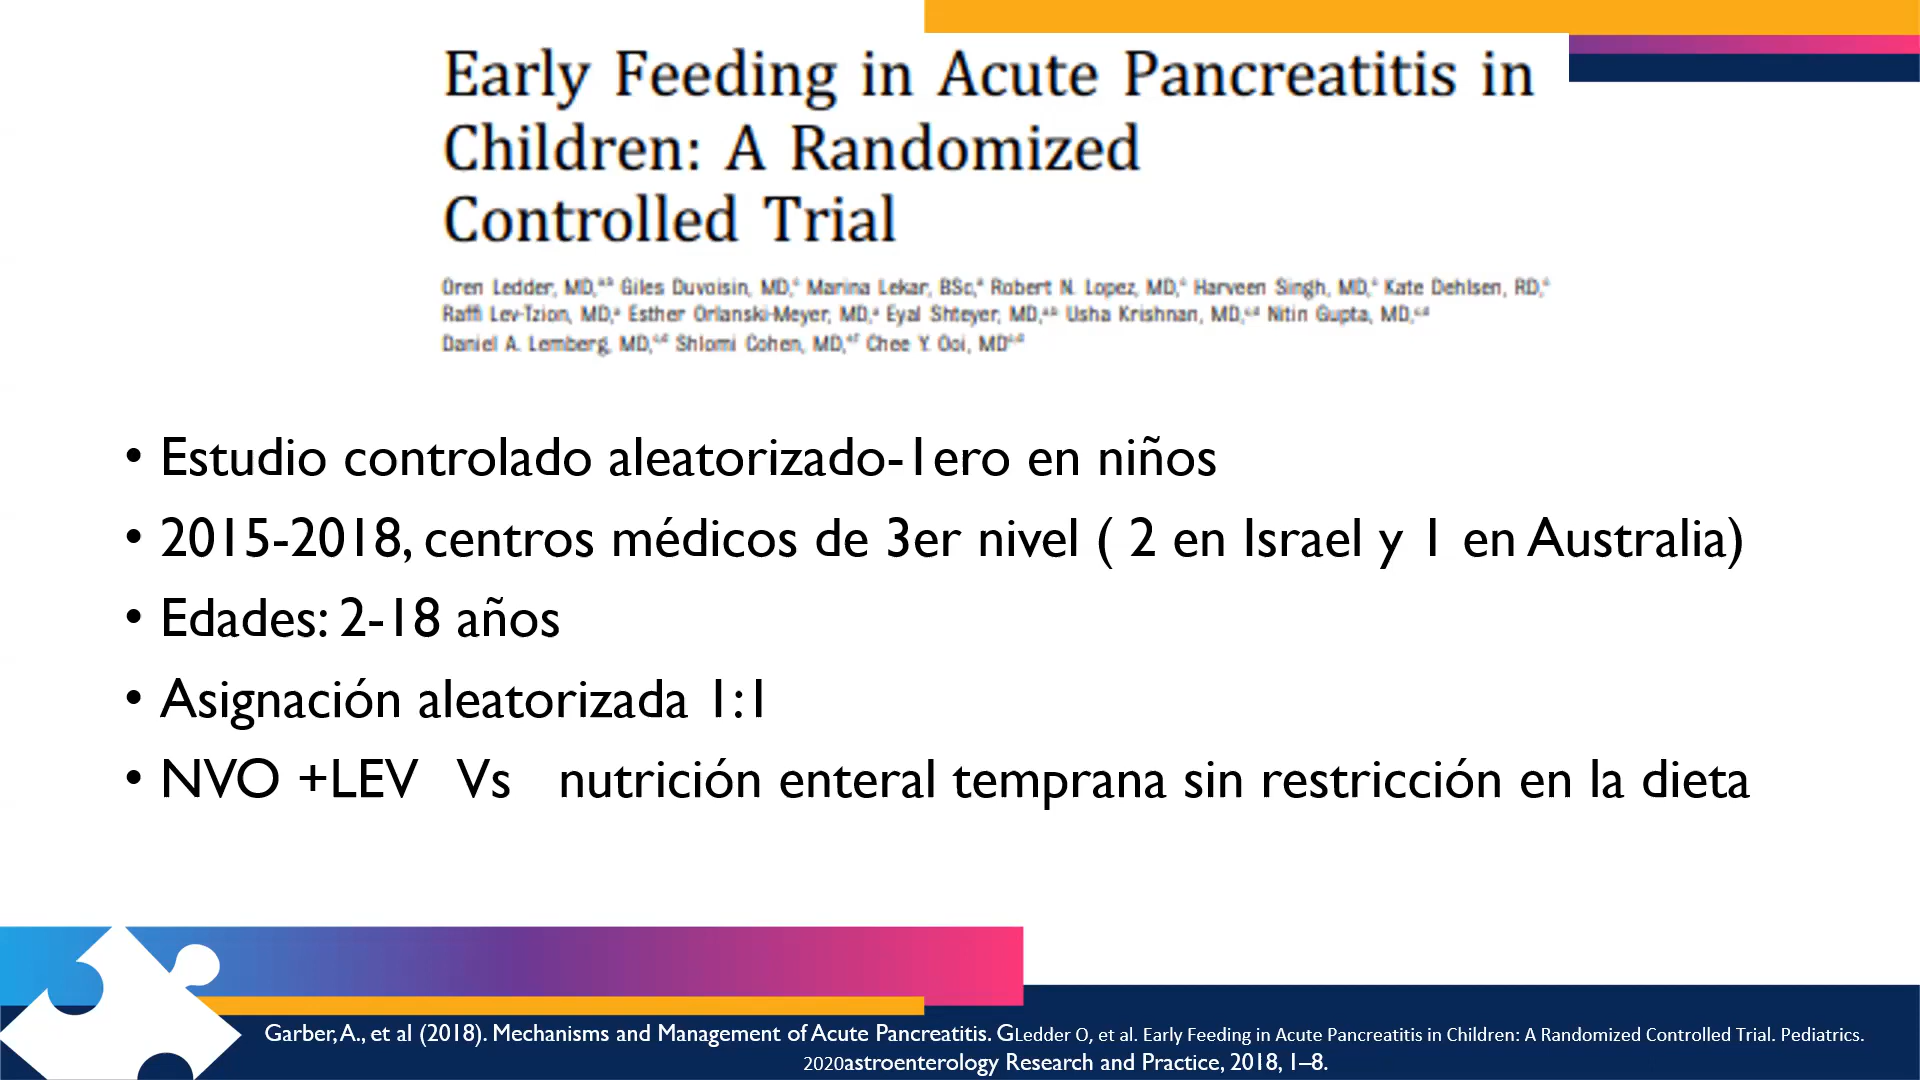 Early Feeding in Acute Pancreatitis in
Children: A Randomized
Controlled Trial
Oren Ledder, MD, Giles Duvoisin, MD, Marina Lekar, BSc, Robert N. Lopez, MD, Harveen Singh, MD, Kate Dehlsen, RD,
Raffi Lev-Tzion, MD, Esther Orlanski-Meyer, MD, Eyal Shteyer, MD, Usha Krishnan, MD, Nitin Gupta, MD,
Daniel A. Lemberg, MD, Shlomi Cohen, MD, Chee Y. Ooi, MD
• Estudio controlado aleatorizado-1ero en niños
• 2015-2018, centros médicos de 3er nivel ( 2 en Israel y 1 en Australia)
• Edades: 2-18 años
• Asignación aleatorizada 1:1
• NVO +LEV Vs nutrición enteral temprana sin restricción en la dieta
Garber, A., et al (2018). Mechanisms and Management of Acute Pancreatitis. GLedder O, et al. Early Feeding in Acute Pancreatitis in Children: A Randomized Controlled Trial. Pediatrics.
2020astroenterology Research and Practice, 2018, 1–8.